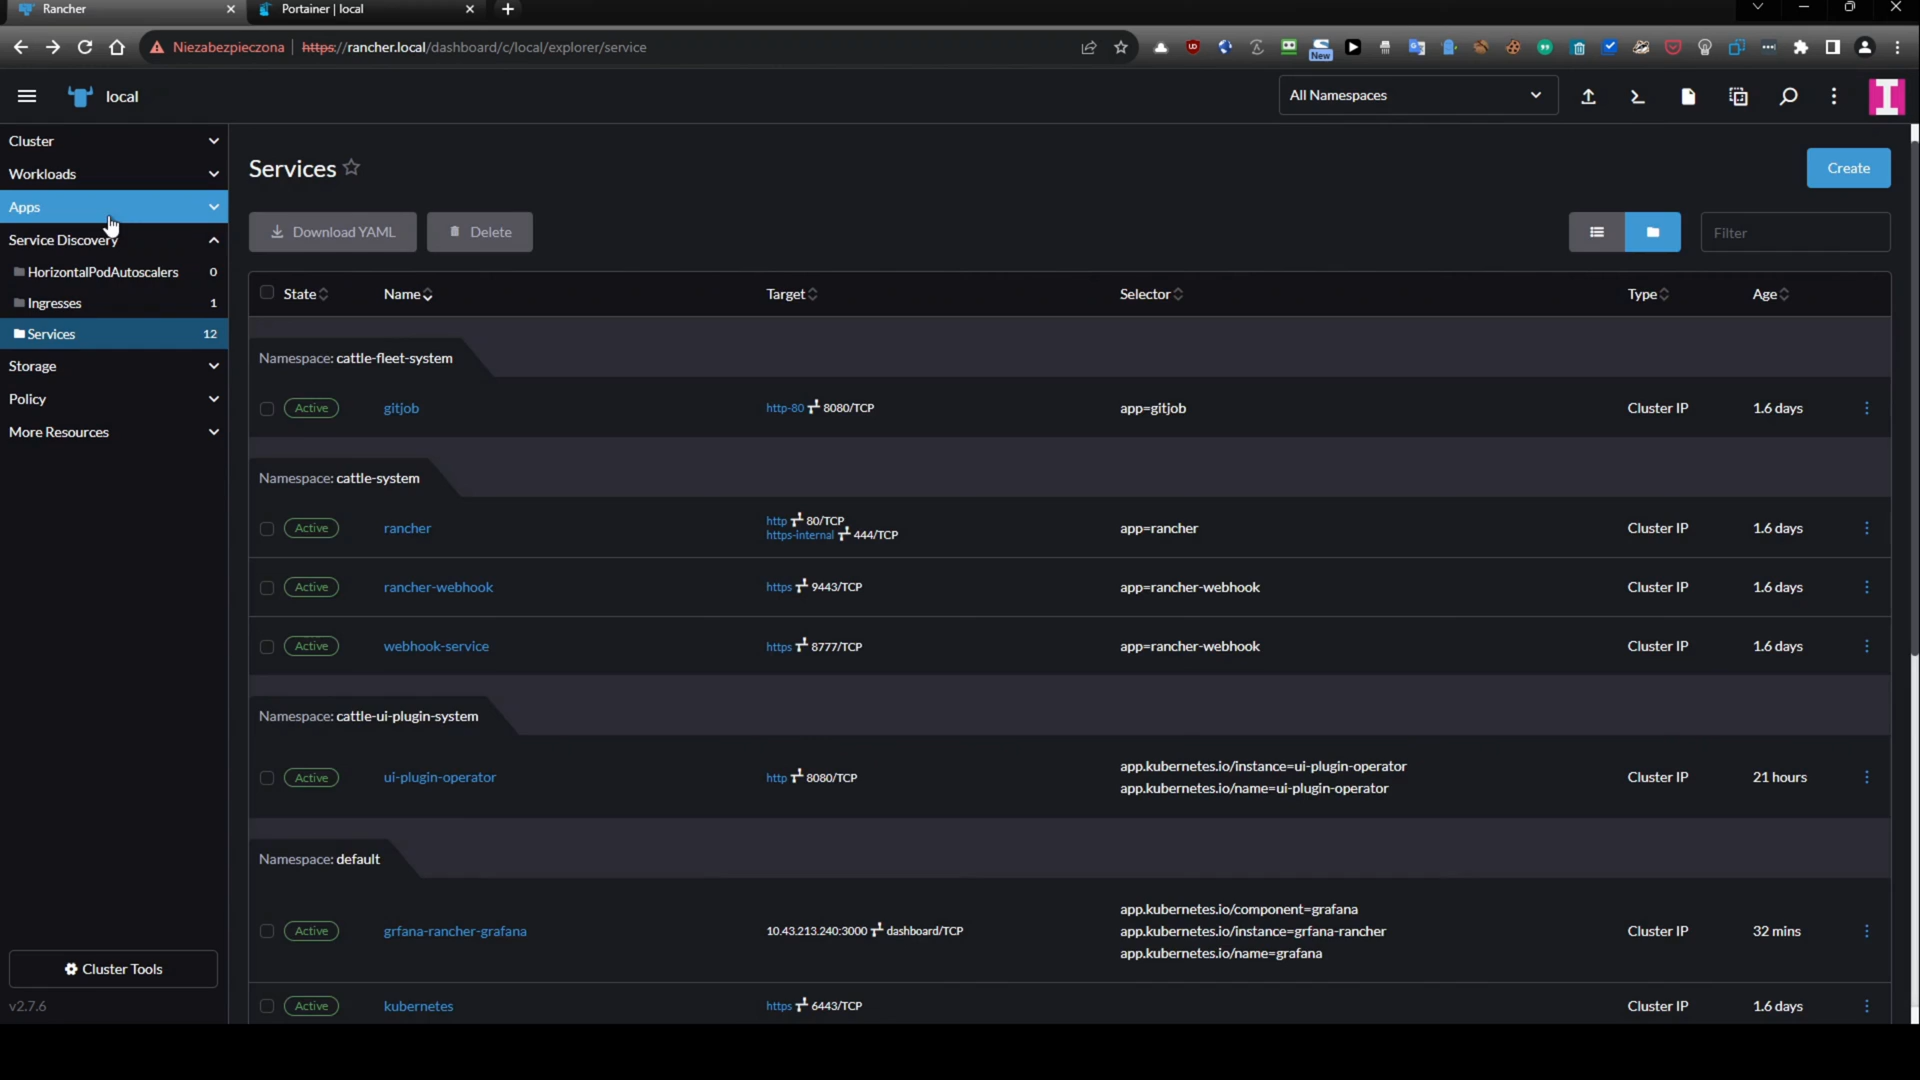 Rancher
Portainer | local
Niezabezpieczona
https://rancher.local/dashboard/c/local/explorer/service
New
local
All Namespaces
Cluster
Workloads
Apps
Service Discovery
HorizontalPodAutoscalers 0
Ingresses 1
Services 12
Storage
Policy
More Resources
Cluster Tools
v2.7.6
Services
Create
Download YAML
Delete
Filter
State Name Target Selector Type Age
Namespace: cattle-fleet-system
Active gitjob http-80 8080/TCP app=gitjob Cluster IP 1.6 days
Namespace: cattle-system
Active rancher http 80/TCP
https-internal 444/TCP app=rancher Cluster IP 1.6 days
Active rancher-webhook https 9443/TCP app=rancher-webhook Cluster IP 1.6 days
Active webhook-service https 8777/TCP app=rancher-webhook Cluster IP 1.6 days
Namespace: cattle-ui-plugin-system
Active ui-plugin-operator http 8080/TCP app.kubernetes.io/instance=ui-plugin-operator
app.kubernetes.io/name=ui-plugin-operator Cluster IP 21 hours
Namespace: default
Active grfana-rancher-grafana 10.43.213.240:3000 dashboard/TCP app.kubernetes.io/component=grafana
app.kubernetes.io/instance=grfana-rancher
app.kubernetes.io/name=grafana Cluster IP 32 mins
Active kubernetes https 6443/TCP Cluster IP 1.6 days